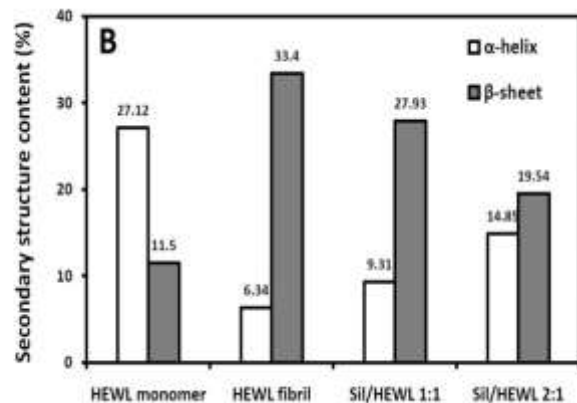 B
α-helix
β-sheet
Secondary structure content (%)
40
30
20
10
0
27.12
11.5
6.34
33.4
9.31
27.93
14.85
19.54
HEWL monomer
HEWL fibril
Sil/HEWL 1:1
Sil/HEWL 2:1